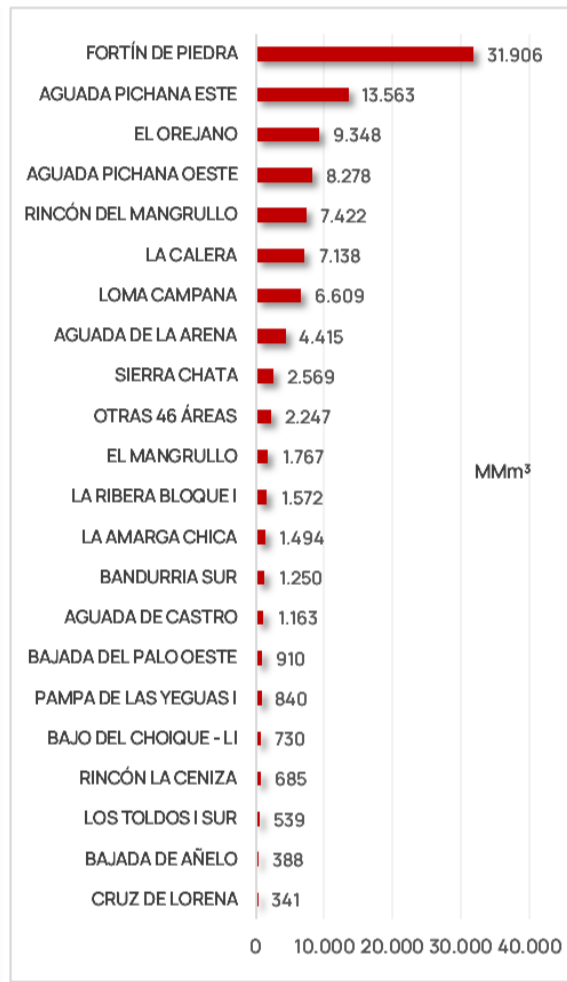 FORTÍN DE PIEDRA 31.906
AGUADA PICHANA ESTE 13.563
EL OREJANO 9.348
AGUADA PICHANA OESTE 8.278
RINCÓN DEL MANGRULLO 7.422
LA CALERA 7.138
LOMA CAMPANA 6.609
AGUADA DE LA ARENA 4.415
SIERRA CHATA 2.569
OTRAS 46 ÁREAS 2.247
EL MANGRULLO 1.767
MMm³
LA RIBERA BLOQUE I 1.572
LA AMARGA CHICA 1.494
BANDURRIA SUR 1.250
AGUADA DE CASTRO 1.163
BAJADA DEL PALO OESTE 910
PAMPA DE LAS YEGUAS I 840
BAJO DEL CHOIQUE - LI 730
RINCÓN LA CENIZA 685
LOS TOLDOS I SUR 539
BAJADA DE AÑELO 388
CRUZ DE LORENA 341
0 10.000 20.000 30.000 40.000